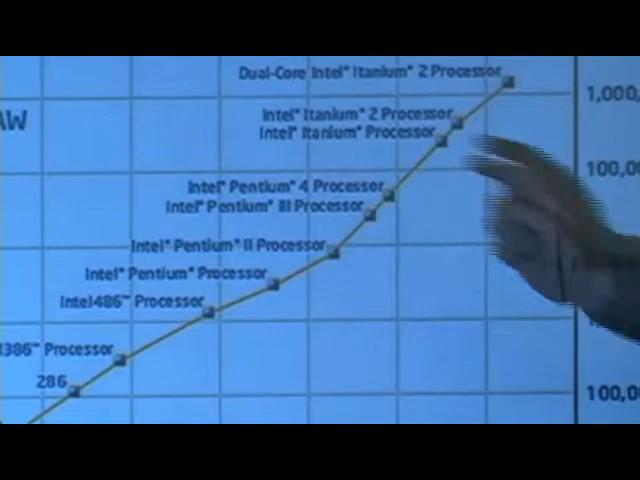 Dual-Core Intel® Itanium® 2 Processor
1,000,
AW
Intel® Itanium® 2 Processor
Intel® Itanium® Processor
100,0
Intel® Pentium® 4 Processor
Intel® Pentium® III Processor
Intel® Pentium® II Processor
Intel® Pentium® Processor
Intel486™ Processor
386™ Processor
286
100,0